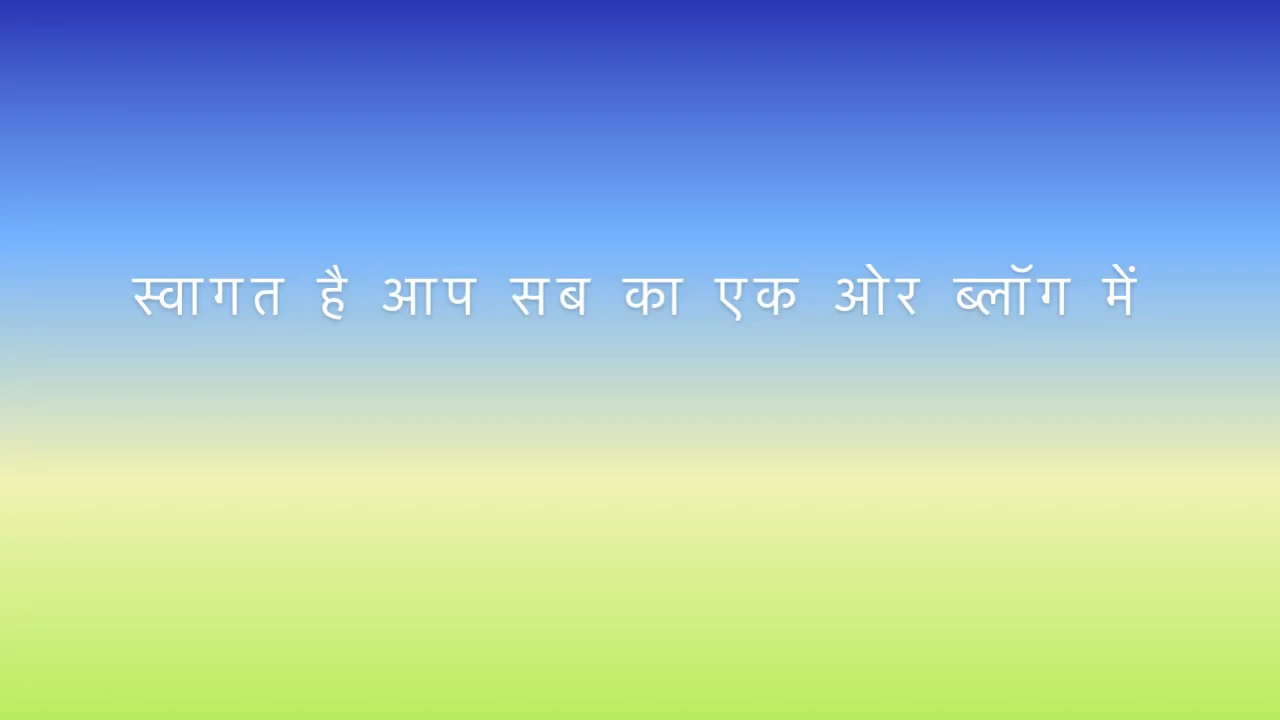 स्वागत है आप सब का एक ओर ब्लॉग में